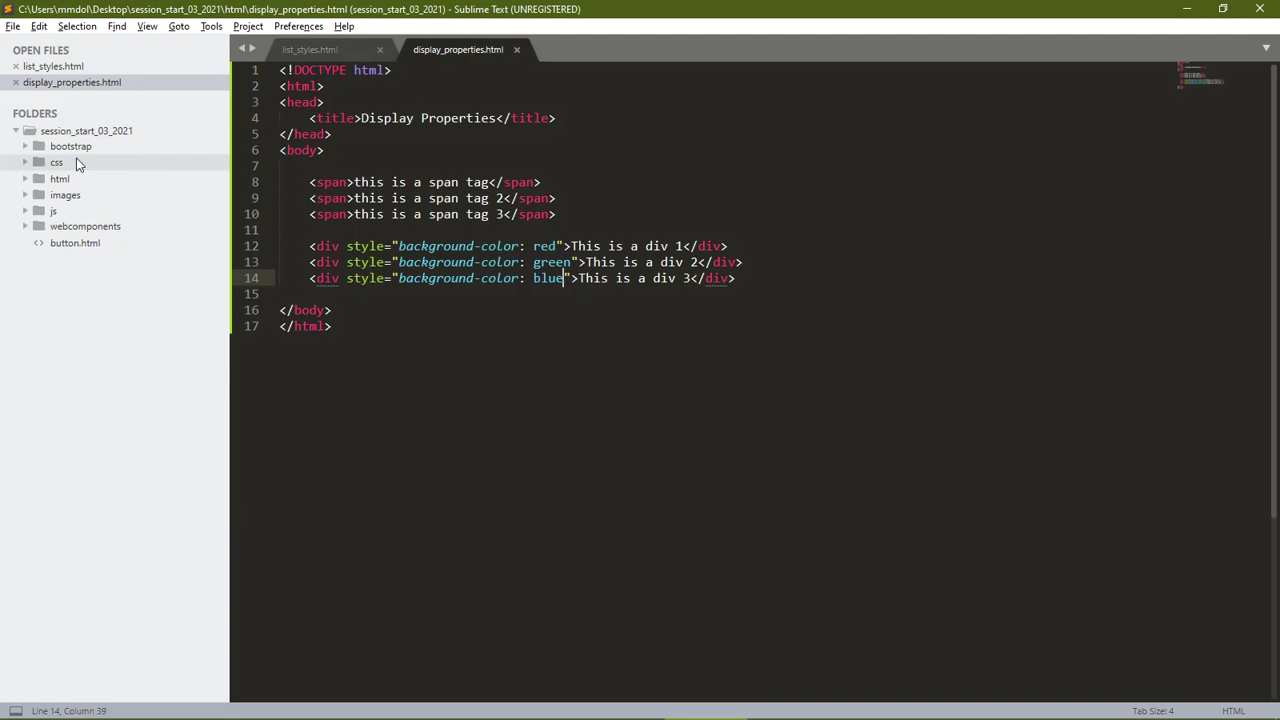 C:\Users\mmdol\Desktop\session_start_03_2021\html\display_properties.html (session_start_03_2021) - Sublime Text (UNREGISTERED)
File Edit Selection Find View Goto Tools Project Preferences Help
OPEN FILES
list_styles.html
display_properties.html
FOLDERS
session_start_03_2021
bootstrap
css
html
images
js
webcomponents
button.html
list_styles.html display_properties.html
1 <!DOCTYPE html>
2 <html>
3 <head>
4 <title>Display Properties</title>
5 </head>
6 <body>
7
8 <span>this is a span tag</span>
9 <span>this is a span tag 2</span>
10 <span>this is a span tag 3</span>
11
12 <div style="background-color: red">This is a div 1</div>
13 <div style="background-color: green">This is a div 2</div>
14 <div style="background-color: blue">This is a div 3</div>
15
16 </body>
17 </html>
Line 14, Column 39 Tab Size: 4 HTML